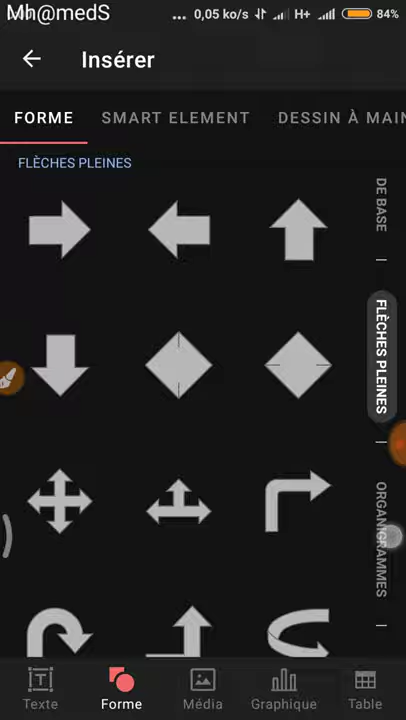 Mh@medS
... 0,05 ko/s H+ 84%
Insérer
FORME SMART ELEMENT DESSIN À MAIN
FLÈCHES PLEINES
DE BASE
FLÈCHES PLEINES
ORGANIGRAMMES
Texte Forme Média Graphique Table